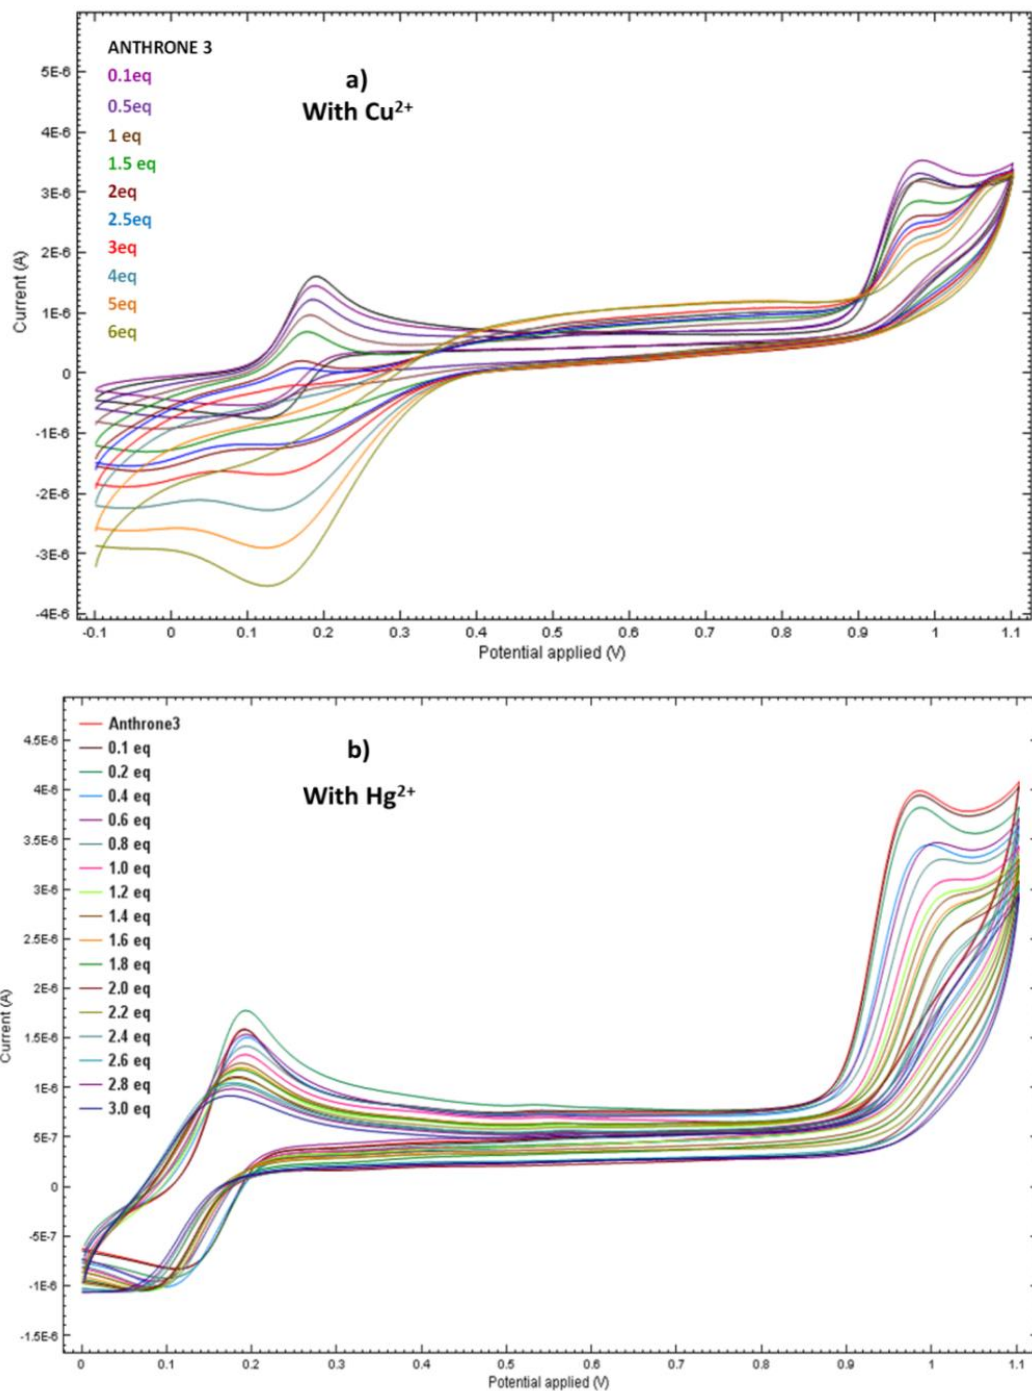 ANTHRONE 3
0.1eq
0.5eq
1 eq
1.5 eq
2eq
2.5eq
3eq
4eq
5eq
6eq
a)
With Cu²⁺
5E-6
4E-6
3E-6
2E-6
1E-6
0
-1E-6
-2E-6
-3E-6
-4E-6
Current (A)
-0.1 0 0.1 0.2 0.3 0.4 0.5 0.6 0.7 0.8 0.9 1 1.1
Potential applied (V)
Anthrone3
0.1 eq
0.2 eq
0.4 eq
0.6 eq
0.8 eq
1.0 eq
1.2 eq
1.4 eq
1.6 eq
1.8 eq
2.0 eq
2.2 eq
2.4 eq
2.6 eq
2.8 eq
3.0 eq
b)
With Hg²⁺
4.5E-6
4E-6
3.5E-6
3E-6
2.5E-6
2E-6
1.5E-6
1E-6
5E-7
0
-5E-7
-1E-6
-1.5E-6
Current (A)
0 0.1 0.2 0.3 0.4 0.5 0.6 0.7 0.8 0.9 1 1.1
Potential applied (V)